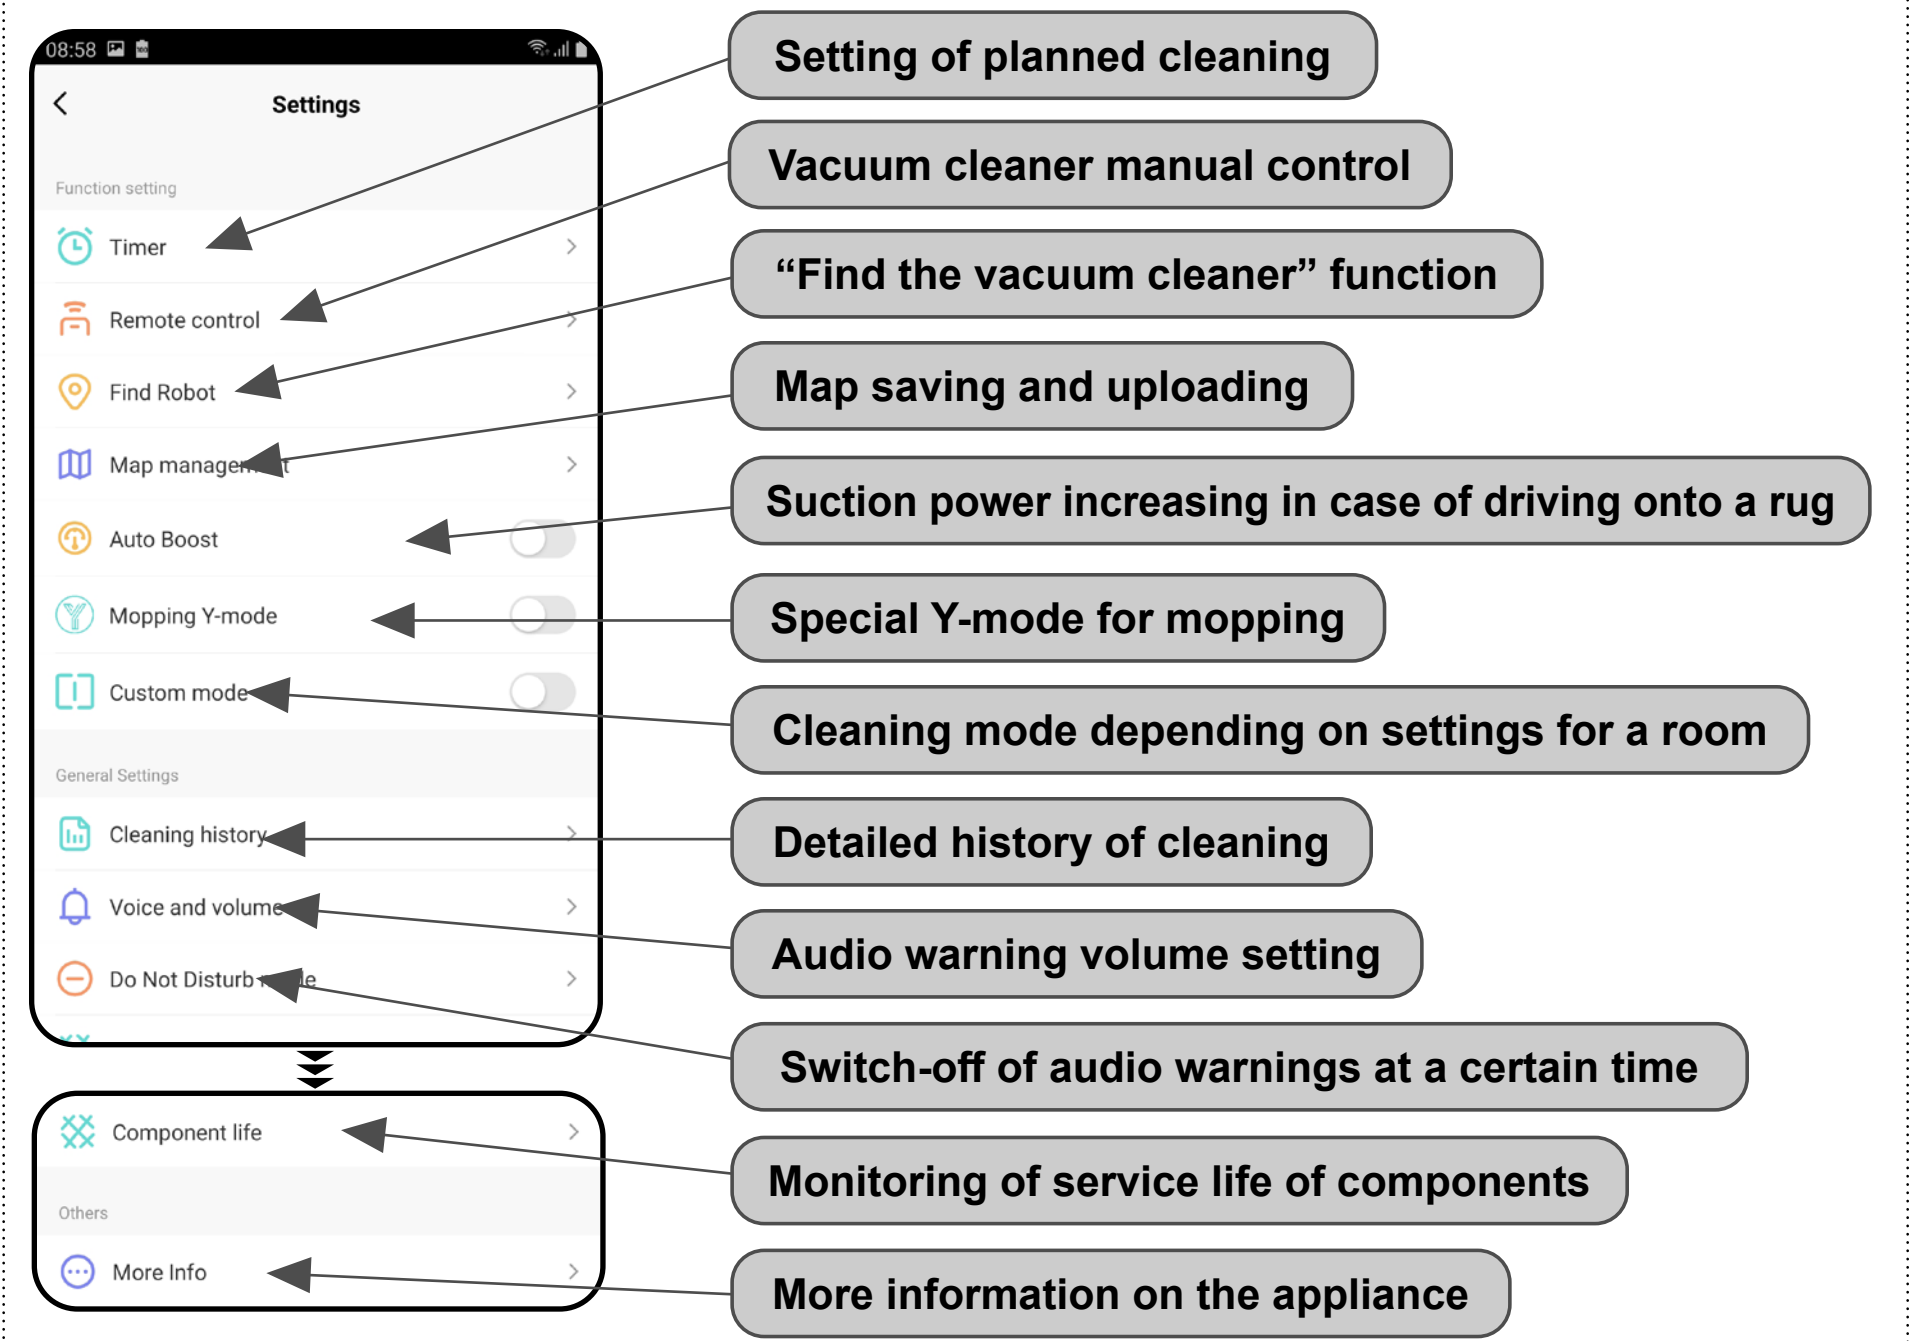 08:58
Settings
Function setting
Timer
Remote control
Find Robot
Map management
Auto Boost
Mopping Y-mode
Custom mode
General Settings
Cleaning history
Voice and volume
Do Not Disturb mode
Component life
Others
More Info
Setting of planned cleaning
Vacuum cleaner manual control
“Find the vacuum cleaner” function
Map saving and uploading
Suction power increasing in case of driving onto a rug
Special Y-mode for mopping
Cleaning mode depending on settings for a room
Detailed history of cleaning
Audio warning volume setting
Switch-off of audio warnings at a certain time
Monitoring of service life of components
More information on the appliance